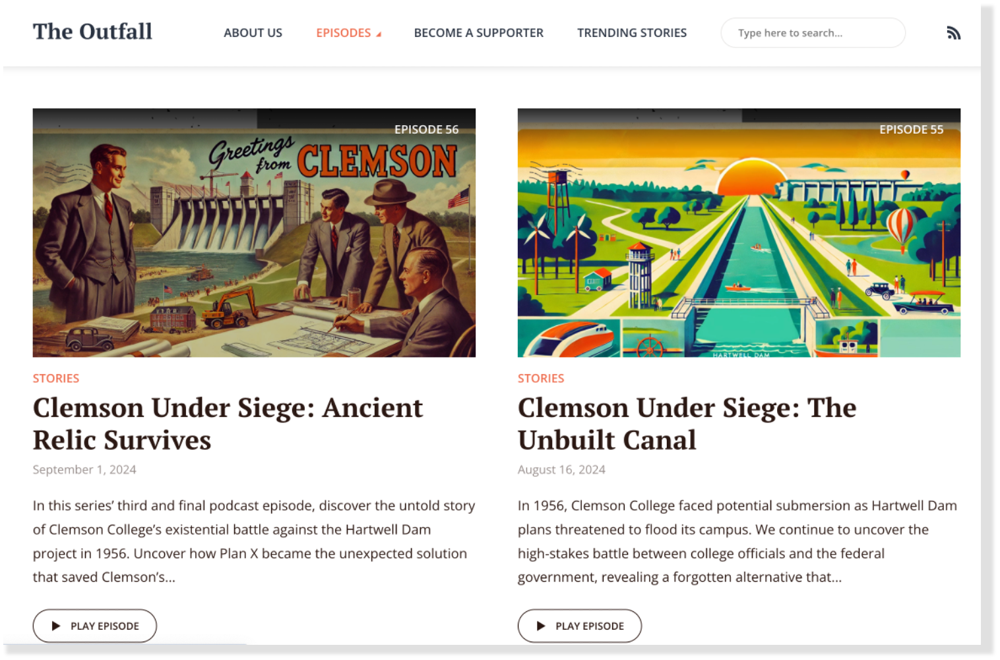 The Outfall
ABOUT US
EPISODES
BECOME A SUPPORTER
TRENDING STORIES
Type here to search...
EPISODE 56
Greetings
from CLEMSON
STORIES
Clemson Under Siege: Ancient
Relic Survives
September 1, 2024
In this series’ third and final podcast episode, discover the untold story
of Clemson College’s existential battle against the Hartwell Dam
project in 1956. Uncover how Plan X became the unexpected solution
that saved Clemson’s...
PLAY EPISODE
EPISODE 55
HARTWELL DAM
STORIES
Clemson Under Siege: The
Unbuilt Canal
August 16, 2024
In 1956, Clemson College faced potential submersion as Hartwell Dam
plans threatened to flood its campus. We continue to uncover the
high-stakes battle between college officials and the federal
government, revealing a forgotten alternative that...
PLAY EPISODE